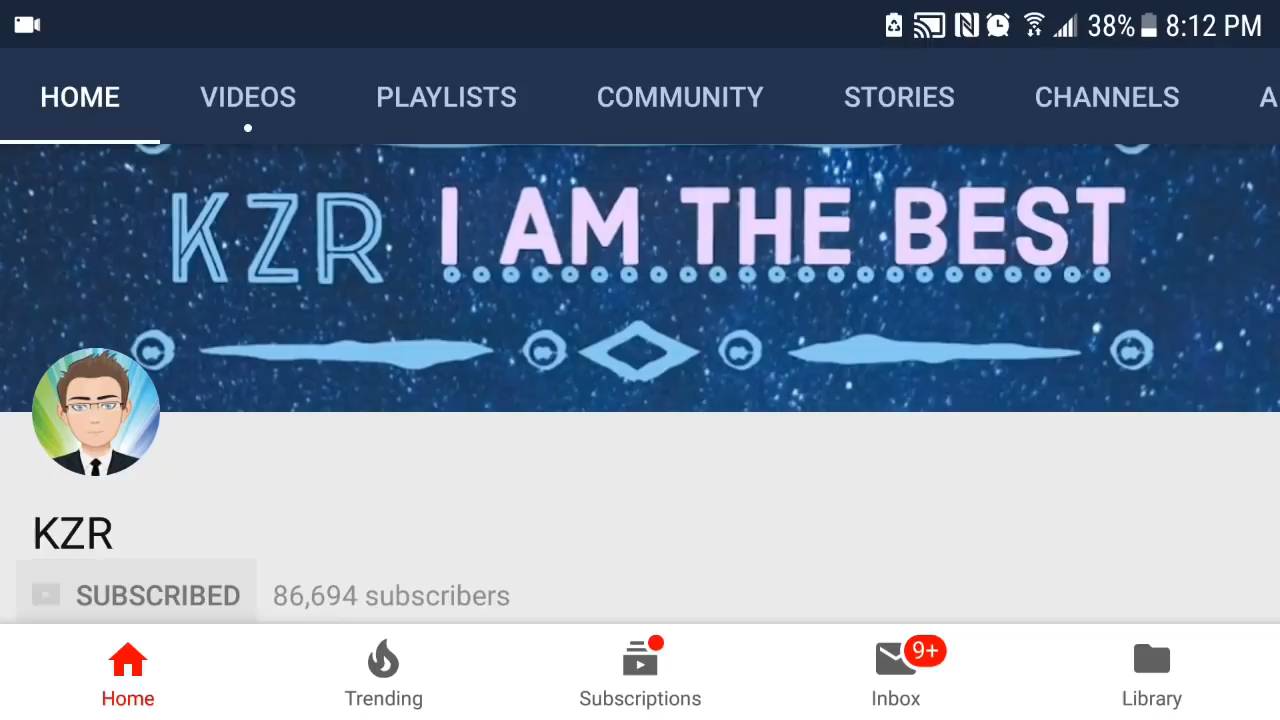 38% 8:12 PM
HOME VIDEOS PLAYLISTS COMMUNITY STORIES CHANNELS A
KZR I AM THE BEST
KZR
SUBSCRIBED 86,694 subscribers
9+
Home Trending Subscriptions Inbox Library